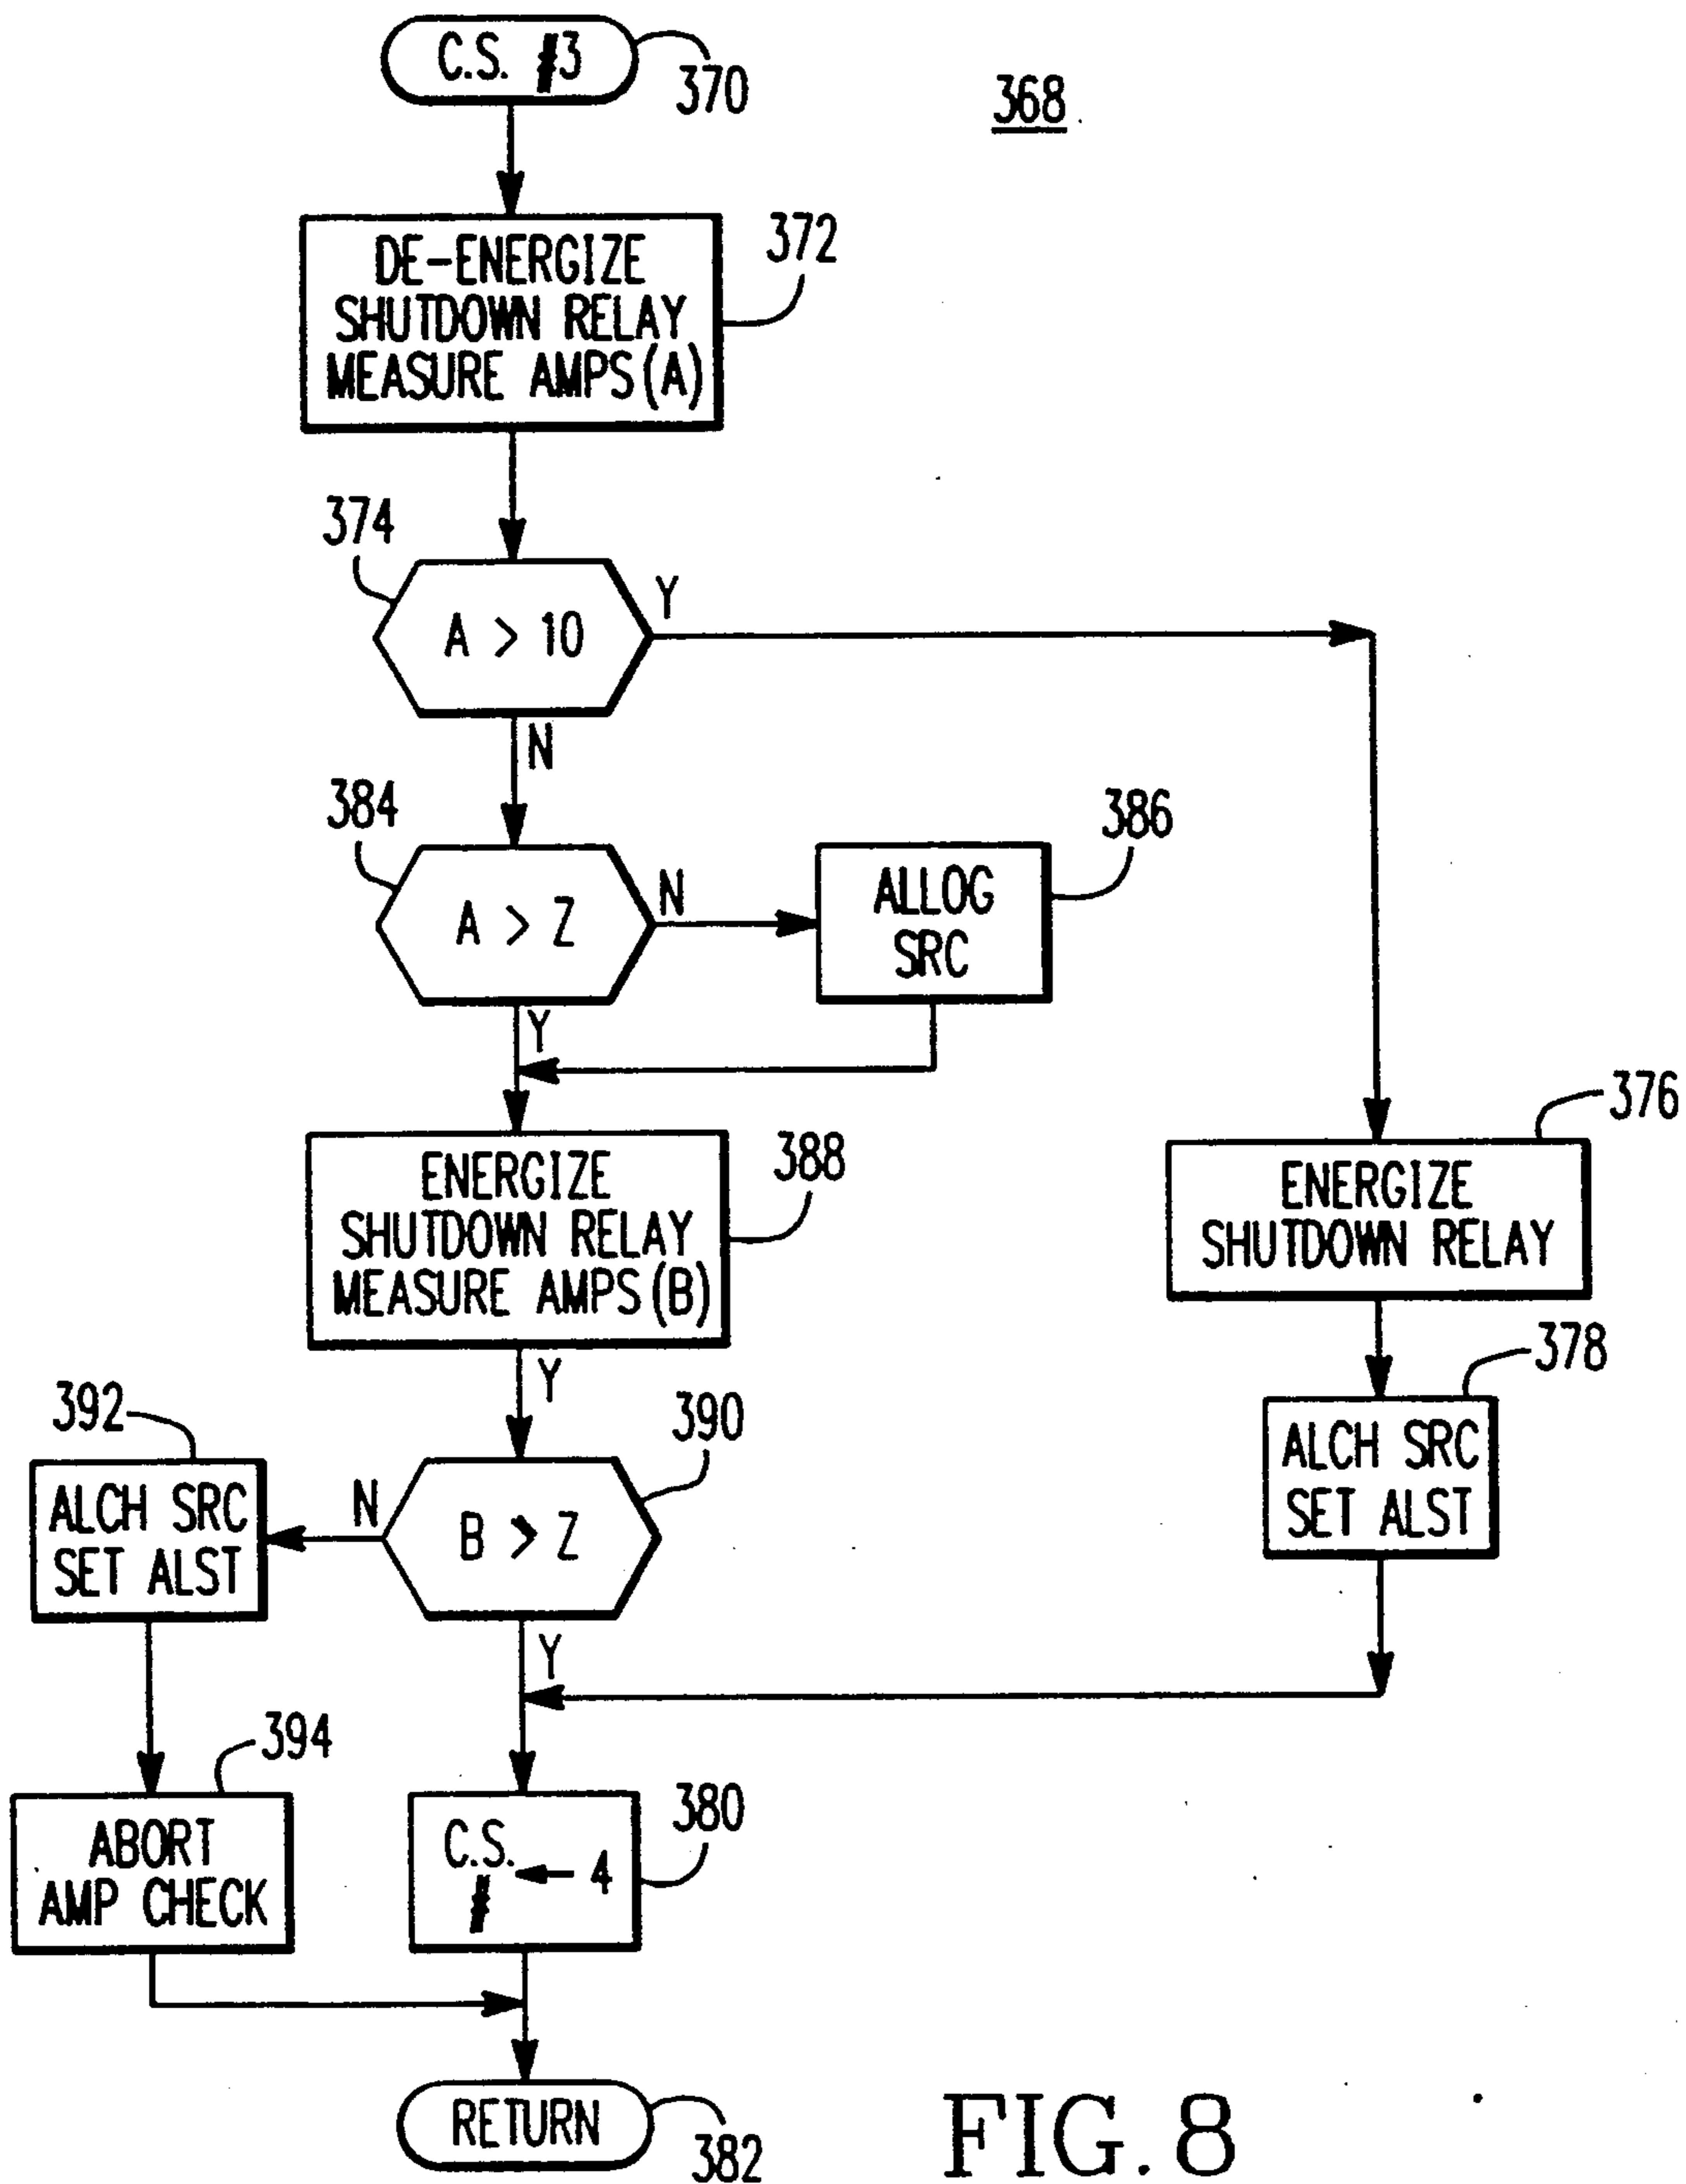 C.S. #3
370
368
DE-ENERGIZE
SHUTDOWN RELAY
MEASURE AMPS(A)
372
374
A > 10
Y
N
384
A > Z
N
Y
ALLOG
SRC
386
ENERGIZE
SHUTDOWN RELAY
MEASURE AMPS(B)
388
Y
ENERGIZE
SHUTDOWN RELAY
376
ALCH SRC
SET ALST
378
390
B > Z
N
Y
392
ALCH SRC
SET ALST
394
ABORT
AMP CHECK
C.S.
# ← 4
380
RETURN
382
FIG. 8